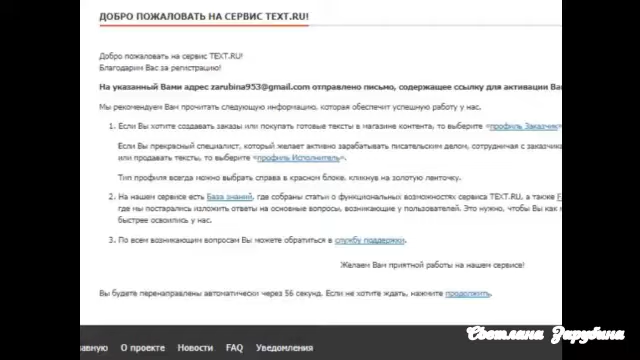 ДОБРО ПОЖАЛОВАТЬ НА СЕРВИС TEXT.RU!
Добро пожаловать на сервис TEXT.RU!
Благодарим Вас за регистрацию!
На указанный Вами адрес zarubina953@gmail.com отправлено письмо, содержащее ссылку для активации Ва
Мы рекомендуем Вам прочитать следующую информацию, которая обеспечит успешную работу у нас.
1. Если Вы хотите создавать заказы или покупать готовые тексты в магазине контента, то выберите «профиль Заказчик»
Если Вы прекрасный специалист, который желает активно зарабатывать писательским делом, сотрудничая с заказчика
или продавать тексты, то выберите «профиль Исполнитель».
Тип профиля всегда можно выбрать справа в красном блоке, кликнув на золотую ленточку.
2. На нашем сервисе есть База знаний, где собраны статьи о функциональных возможностях сервиса TEXT.RU, а также F
где мы постарались изложить ответы на основные вопросы, возникающие у пользователей. Это нужно, чтобы Вы как
быстрее освоились у нас.
3. По всем возникающим вопросам Вы можете обратиться в службу поддержки.
Желаем Вам приятной работы на нашем сервисе!
Вы будете перенаправлены автоматически через 56 секунд. Если не хотите ждать, нажмите продолжить.
главную О проекте Новости FAQ Уведомления
Светлана Зарубина